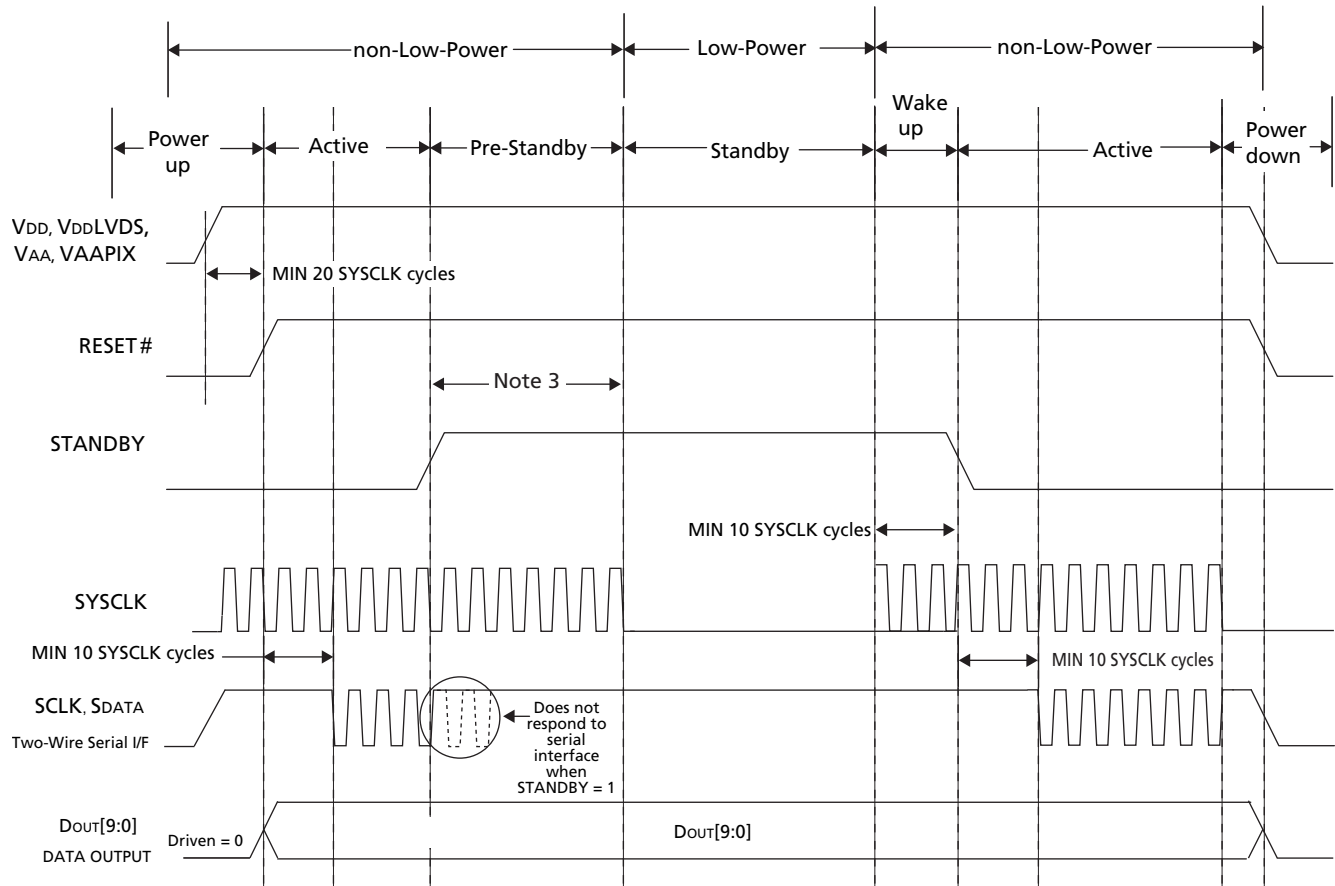 non-Low-Power
Low-Power
non-Low-Power
Power
up
Active
Pre-Standby
Standby
Wake
up
Active
Power
down
VDD, VDDLVDS,
VAA, VAAPIX
MIN 20 SYSCLK cycles
RESET#
Note 3
STANDBY
MIN 10 SYSCLK cycles
SYSCLK
MIN 10 SYSCLK cycles
MIN 10 SYSCLK cycles
SCLK, SDATA
Two-Wire Serial I/F
Does not
respond to
serial
interface
when
STANDBY = 1
DOUT[9:0]
DATA OUTPUT
Driven = 0
DOUT[9:0]